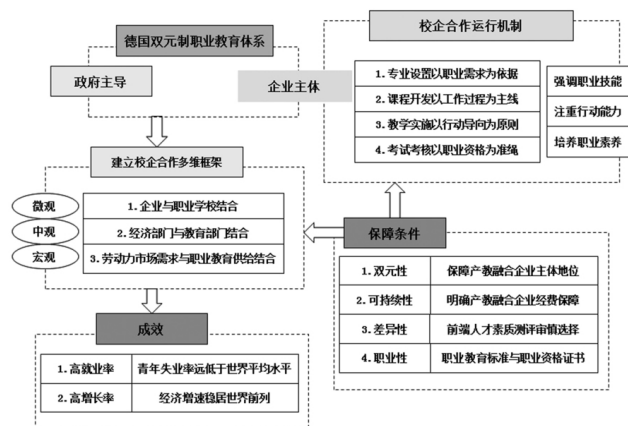 德国双元制职业教育体系
政府主导
企业主体
校企合作运行机制
1.专业设置以职业需求为依据
2.课程开发以工作过程为主线
3.教学实施以行动导向为原则
4.考试考核以职业资格为准绳
强调职业技能
注重行动能力
培养职业素养
建立校企合作多维框架
微观
中观
宏观
1.企业与职业学校结合
2.经济部门与教育部门结合
3.劳动力市场需求与职业教育供给结合
保障条件
1.双元性 保障产教融合企业主体地位
2.可持续性 明确产教融合企业经费保障
3.差异性 前端人才素质测评审慎选择
4.职业性 职业教育标准与职业资格证书
成效
1.高就业率 青年失业率远低于世界平均水平
2.高增长率 经济增速稳居世界前列